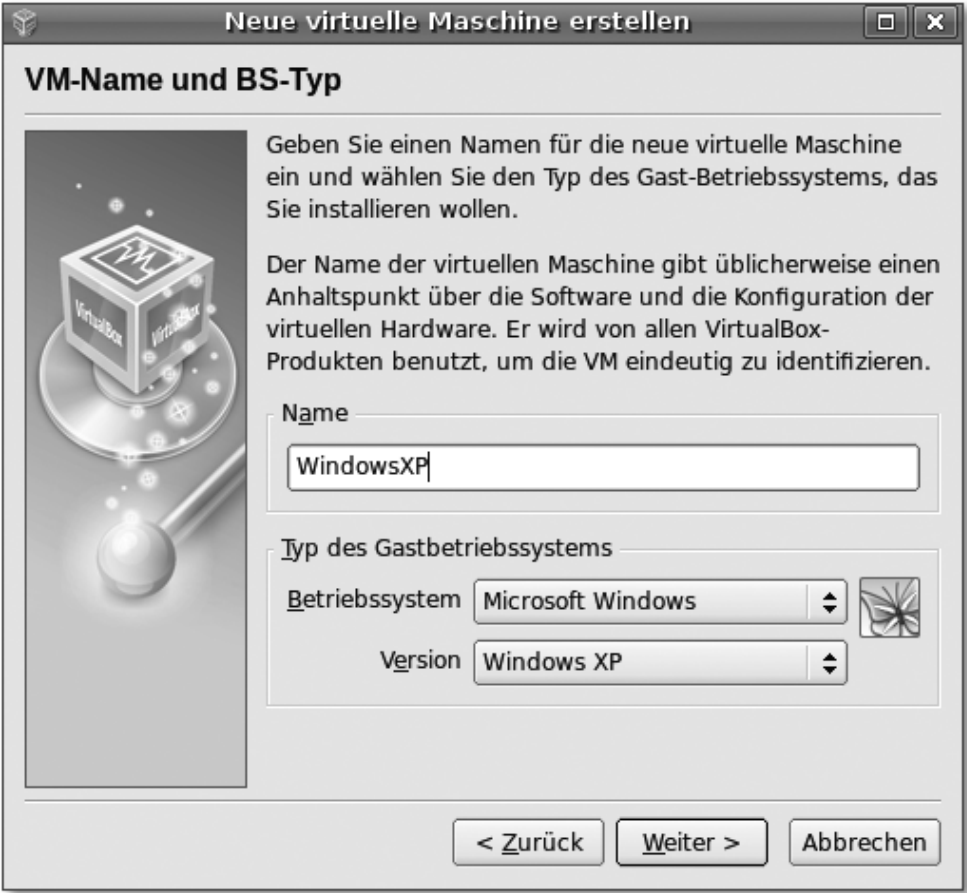 Neue virtuelle Maschine erstellen
VM-Name und BS-Typ
VirtualBox VirtualBox
Geben Sie einen Namen für die neue virtuelle Maschine
ein und wählen Sie den Typ des Gast-Betriebssystems, das
Sie installieren wollen.
Der Name der virtuellen Maschine gibt üblicherweise einen
Anhaltspunkt über die Software und die Konfiguration der
virtuellen Hardware. Er wird von allen VirtualBox-
Produkten benutzt, um die VM eindeutig zu identifizieren.
Name
WindowsXP
Typ des Gastbetriebssystems
Betriebssystem Microsoft Windows
Version Windows XP
< Zurück Weiter > Abbrechen